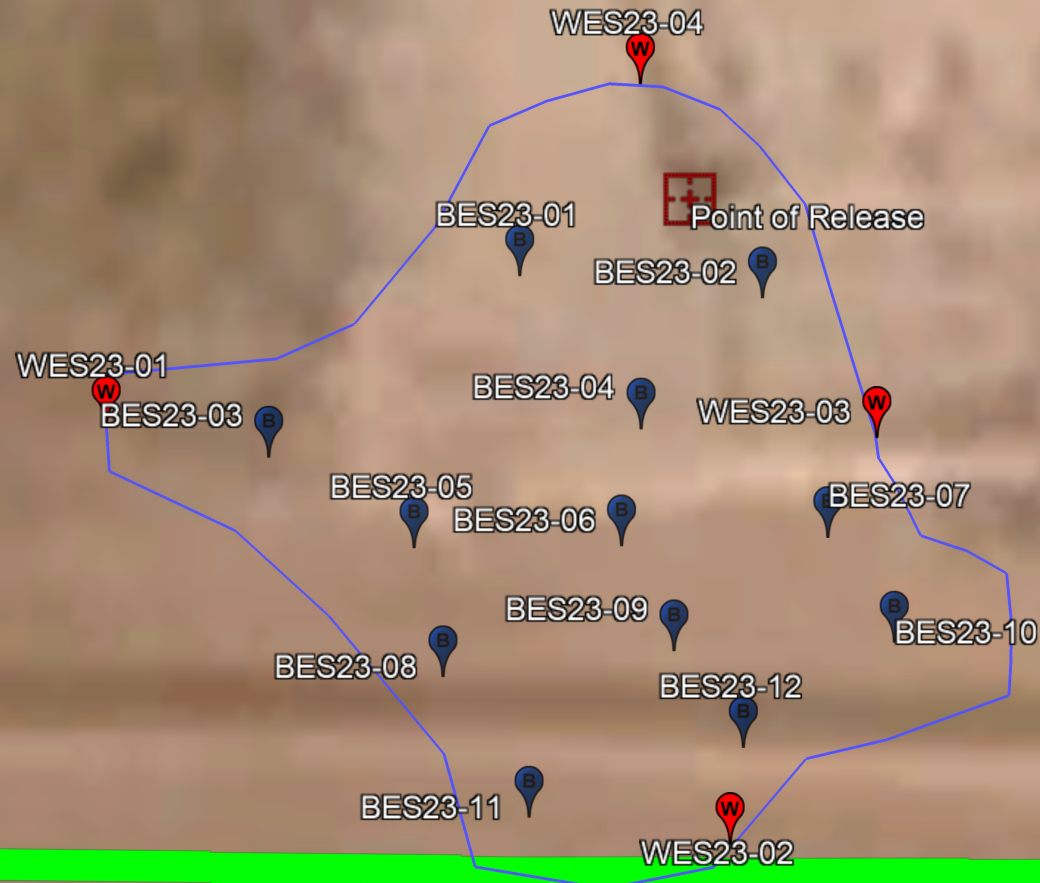 WES23-04
W
BES23-01
B
Point of Release
BES23-02
B
WES23-01
W
BES23-03
B
BES23-04
B
WES23-03
W
BES23-05
B
BES23-06
B
BES23-07
B
BES23-09
B
BES23-10
B
BES23-08
B
BES23-12
B
BES23-11
B
WES23-02
W